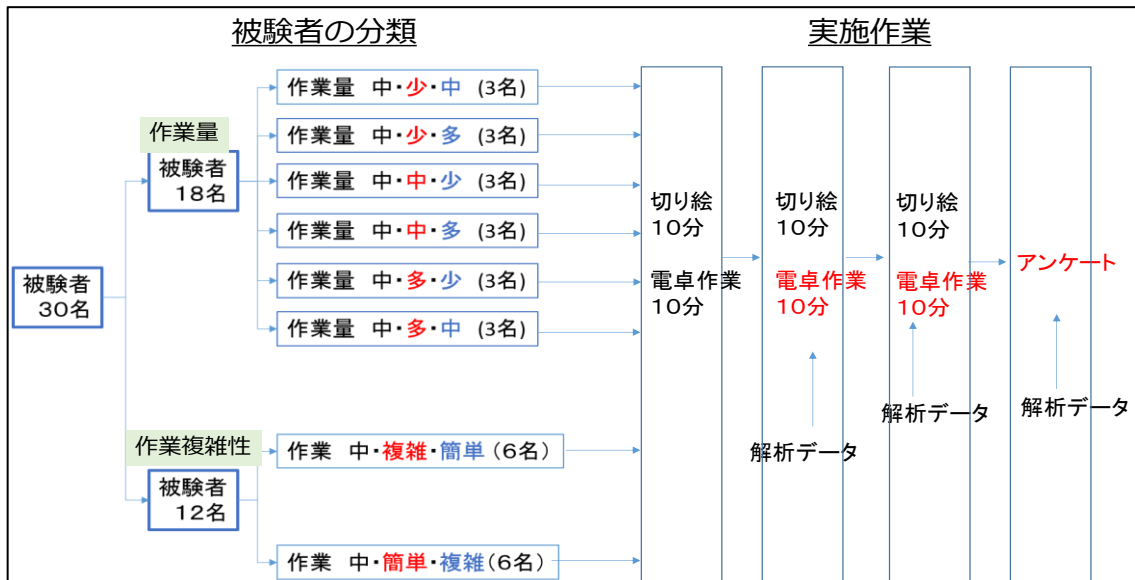 被験者の分類
実施作業
被験者
30名
作業量
被験者
18名
作業量 中・少・中 (3名)
作業量 中・少・多 (3名)
作業量 中・中・少 (3名)
作業量 中・中・多 (3名)
作業量 中・多・少 (3名)
作業量 中・多・中 (3名)
作業複雑性
被験者
12名
作業 中・複雑・簡単 (6名)
作業 中・簡単・複雑(6名)
切り絵
10分
電卓作業
10分
切り絵
10分
電卓作業
10分
解析データ
切り絵
10分
電卓作業
10分
解析データ
アンケート
解析データ